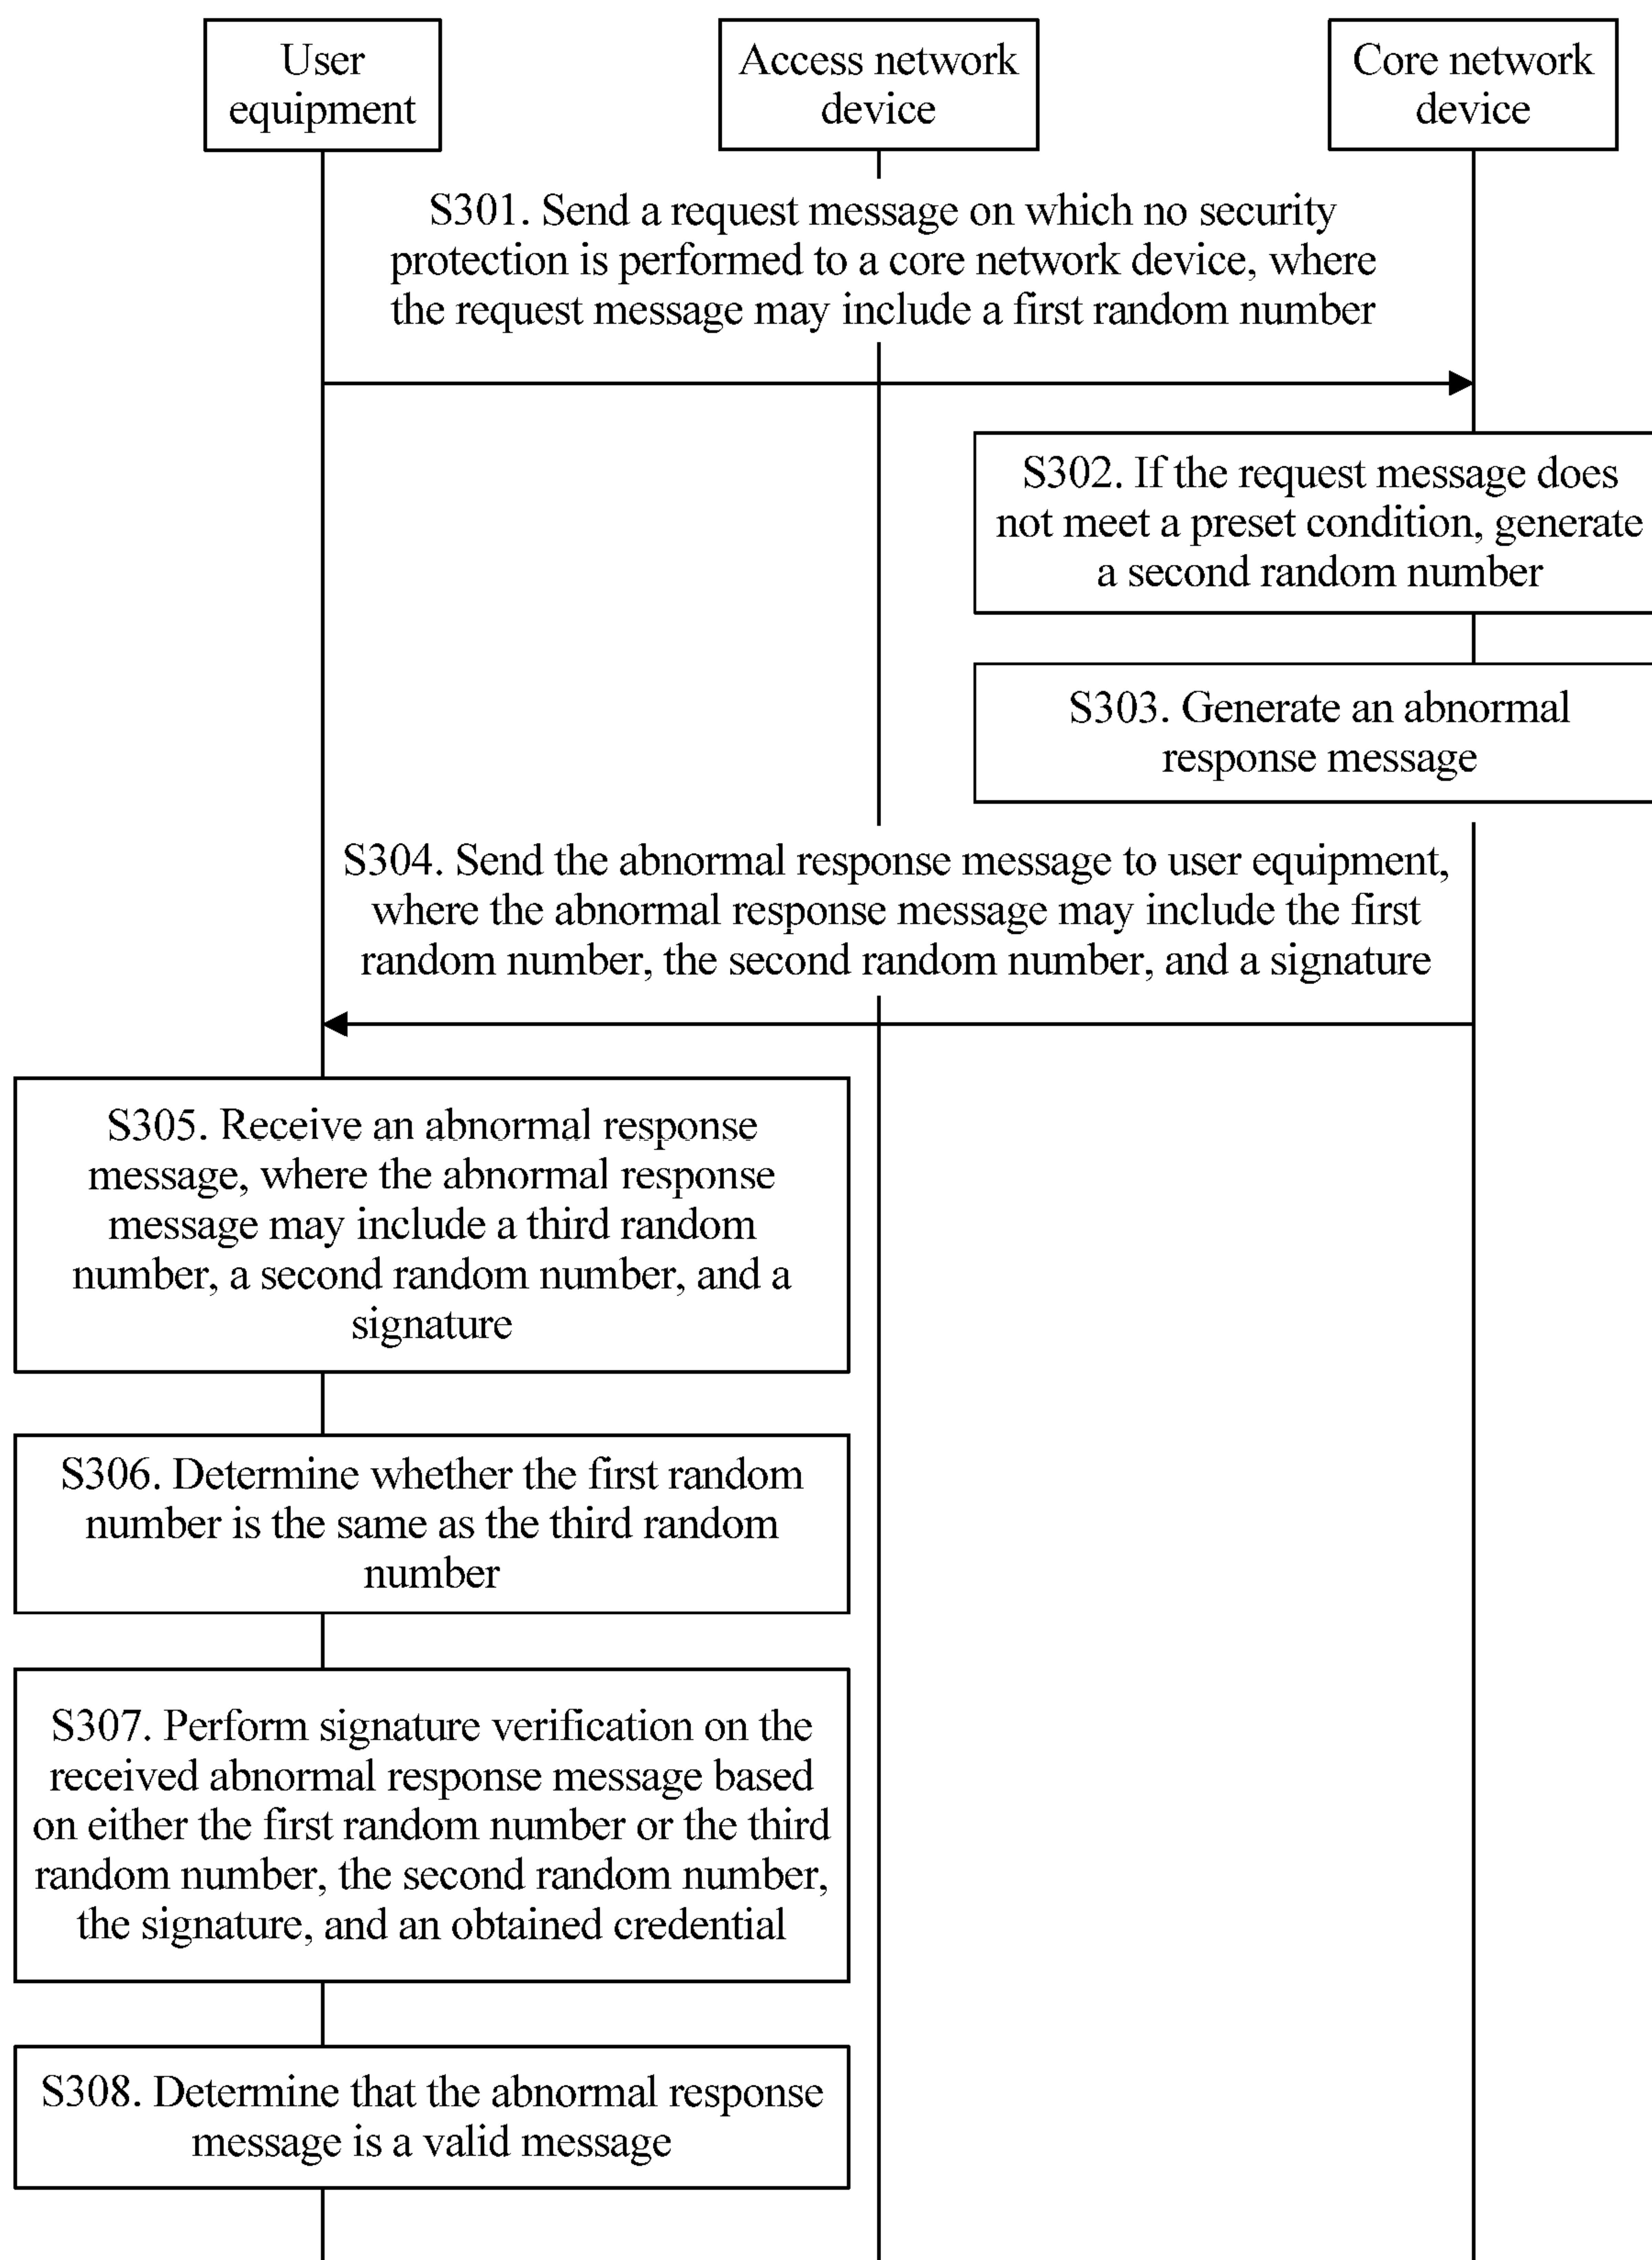 User
equipment
Access network
device
Core network
device
S301. Send a request message on which no security
protection is performed to a core network device, where
the request message may include a first random number
S302. If the request message does
not meet a preset condition, generate
a second random number
S303. Generate an abnormal
response message
S304. Send the abnormal response message to user equipment,
where the abnormal response message may include the first
random number, the second random number, and a signature
S305. Receive an abnormal response
message, where the abnormal response
message may include a third random
number, a second random number, and a
signature
S306. Determine whether the first random
number is the same as the third random
number
S307. Perform signature verification on the
received abnormal response message based
on either the first random number or the third
random number, the second random number,
the signature, and an obtained credential
S308. Determine that the abnormal response
message is a valid message